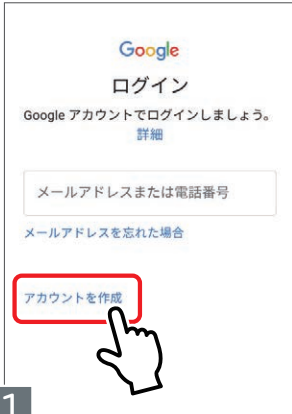 Google
ログイン
Google アカウントでログインしましょう。
詳細
メールアドレスまたは電話番号
メールアドレスを忘れた場合
アカウントを作成
1